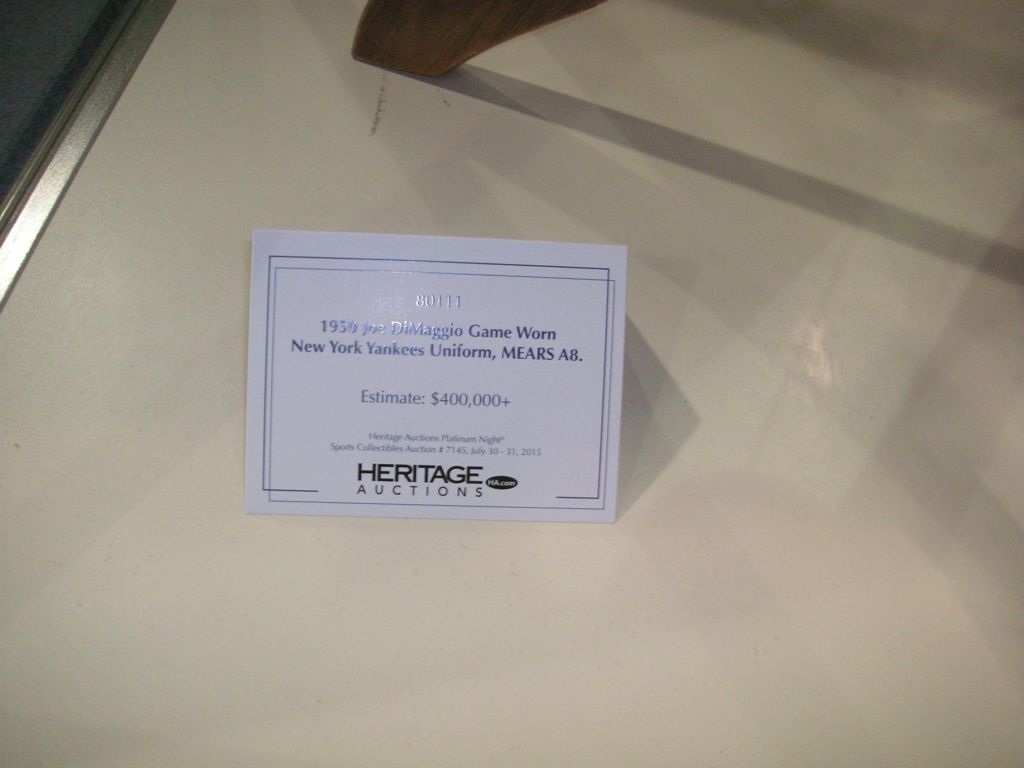 80111
1950 Joe DiMaggio Game Worn
New York Yankees Uniform, MEARS A8.
Estimate: $400,000+
Heritage Auctions Platinum Night®
Sports Collectibles Auction # 7145, July 30 - 31, 2015
HERITAGE HA.com
AUCTIONS